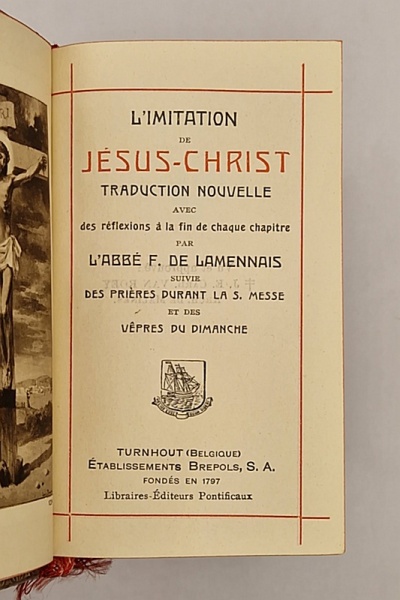 L'IMITATION
DE
JÉSUS-CHRIST
TRADUCTION NOUVELLE
AVEC
des réflexions à la fin de chaque chapitre
PAR
L'ABBÉ F. DE LAMENNAIS
SUIVIE
DES PRIÈRES DURANT LA S. MESSE
ET DES
VÊPRES DU DIMANCHE
TURNHOUT (BELGIQUE)
ÉTABLISSEMENTS BREPOLS, S. A.
FONDÉS EN 1797
Libraires-Éditeurs Pontificaux